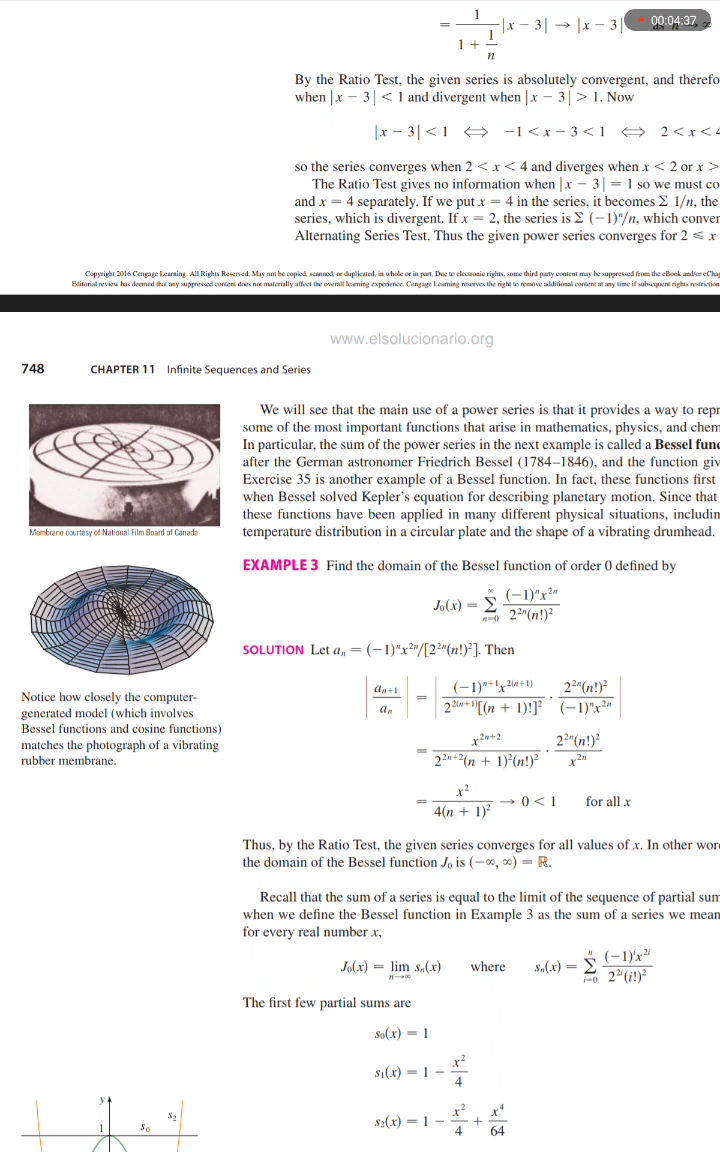 = 1 / (1 + 1/n) |x − 3| → |x − 3|
00:04:37
By the Ratio Test, the given series is absolutely convergent, and
when |x − 3| < 1 and divergent when |x − 3| > 1. Now
|x − 3| < 1 ⟺ −1 < x − 3 < 1 ⟺ 2 < x <
so the series converges when 2 < x < 4 and diverges when x < 2 or x >
The Ratio Test gives no information when |x − 3| = 1 so we must
and x = 4 separately. If we put x = 4 in the series, it becomes Σ 1/n, the
series, which is divergent. If x = 2, the series is Σ (−1)ⁿ/n, which
Alternating Series Test. Thus the given power series converges for 2 ≤ x
Copyright 2016 Cengage Learning. All Rights Reserved. May not be copied, scanned, or duplicated, in whole or in part. Due to electronic rights, some third party content may be suppressed from the eBook and/or
Editorial review has deemed that any suppressed content does not materially affect the overall learning experience. Cengage Learning reserves the right to remove additional content at any time if subsequent rights
www.elsolucionario.org
748 CHAPTER 11 Infinite Sequences and Series
We will see that the main use of a power series is that it provides a way to
some of the most important functions that arise in mathematics, physics, and
In particular, the sum of the power series in the next example is called a Bessel
after the German astronomer Friedrich Bessel (1784–1846), and the function
Exercise 35 is another example of a Bessel function. In fact, these functions first
when Bessel solved Kepler's equation for describing planetary motion. Since that
these functions have been applied in many different physical situations,
temperature distribution in a circular plate and the shape of a vibrating drumhead.
Membrane courtesy of National Film Board of Canada
Notice how closely the computer-
generated model (which involves
Bessel functions and cosine functions)
matches the photograph of a vibrating
rubber membrane.
EXAMPLE 3 Find the domain of the Bessel function of order 0 defined by
J₀(x) = Σ_{n=0}^{∞} (−1)ⁿx²ⁿ / 2²ⁿ(n!)²
SOLUTION Let aₙ = (−1)ⁿx²ⁿ/[2²ⁿ(n!)²]. Then
|aₙ₊₁ / aₙ| = |(−1)ⁿ⁺¹x²⁽ⁿ⁺¹⁾ / 2²⁽ⁿ⁺¹⁾[(n + 1)!]² · 2²ⁿ(n!)² / (−1)ⁿx²ⁿ|
= x²ⁿ⁺² / 2²ⁿ⁺²(n + 1)²(n!)² · 2²ⁿ(n!)² / x²ⁿ
= x² / 4(n + 1)² → 0 < 1 for all x
Thus, by the Ratio Test, the given series converges for all values of x. In other
the domain of the Bessel function J₀ is (−∞, ∞) = ℝ.
Recall that the sum of a series is equal to the limit of the sequence of partial
when we define the Bessel function in Example 3 as the sum of a series we mean
for every real number x,
J₀(x) = lim_{n→∞} sₙ(x) where sₙ(x) = Σ_{i=0}^{n} (−1)ⁱx²ⁱ / 2²ⁱ(i!)²
The first few partial sums are
s₀(x) = 1
s₁(x) = 1 − x²/4
s₂(x) = 1 − x²/4 + x⁴/64
y
1 s₀ s₂